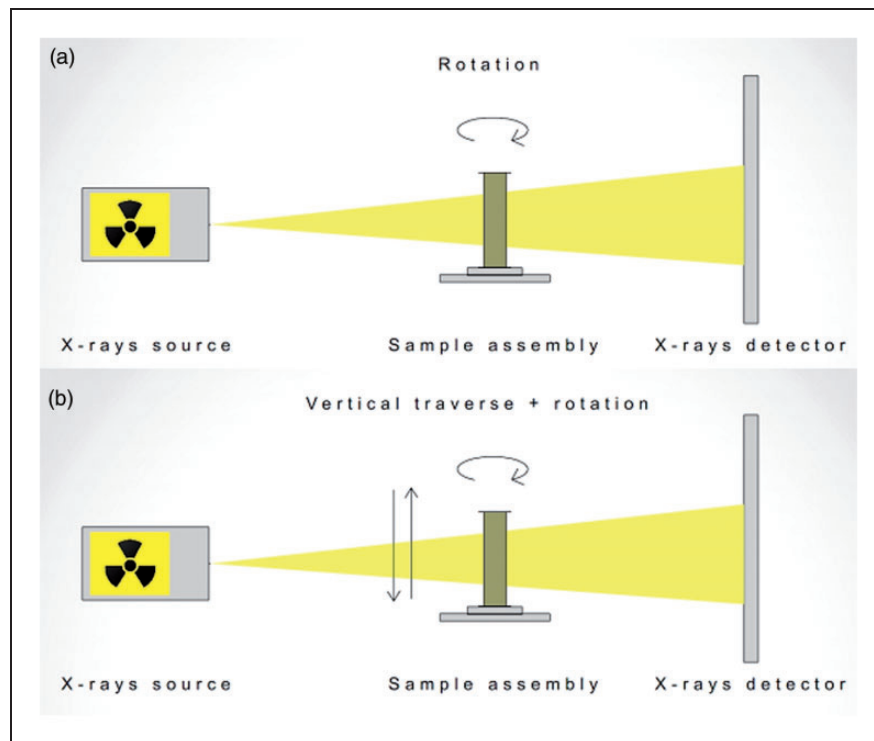 (a)
Rotation
X-rays source Sample assembly X-rays detector
(b)
Vertical traverse + rotation
X-rays source Sample assembly X-rays detector